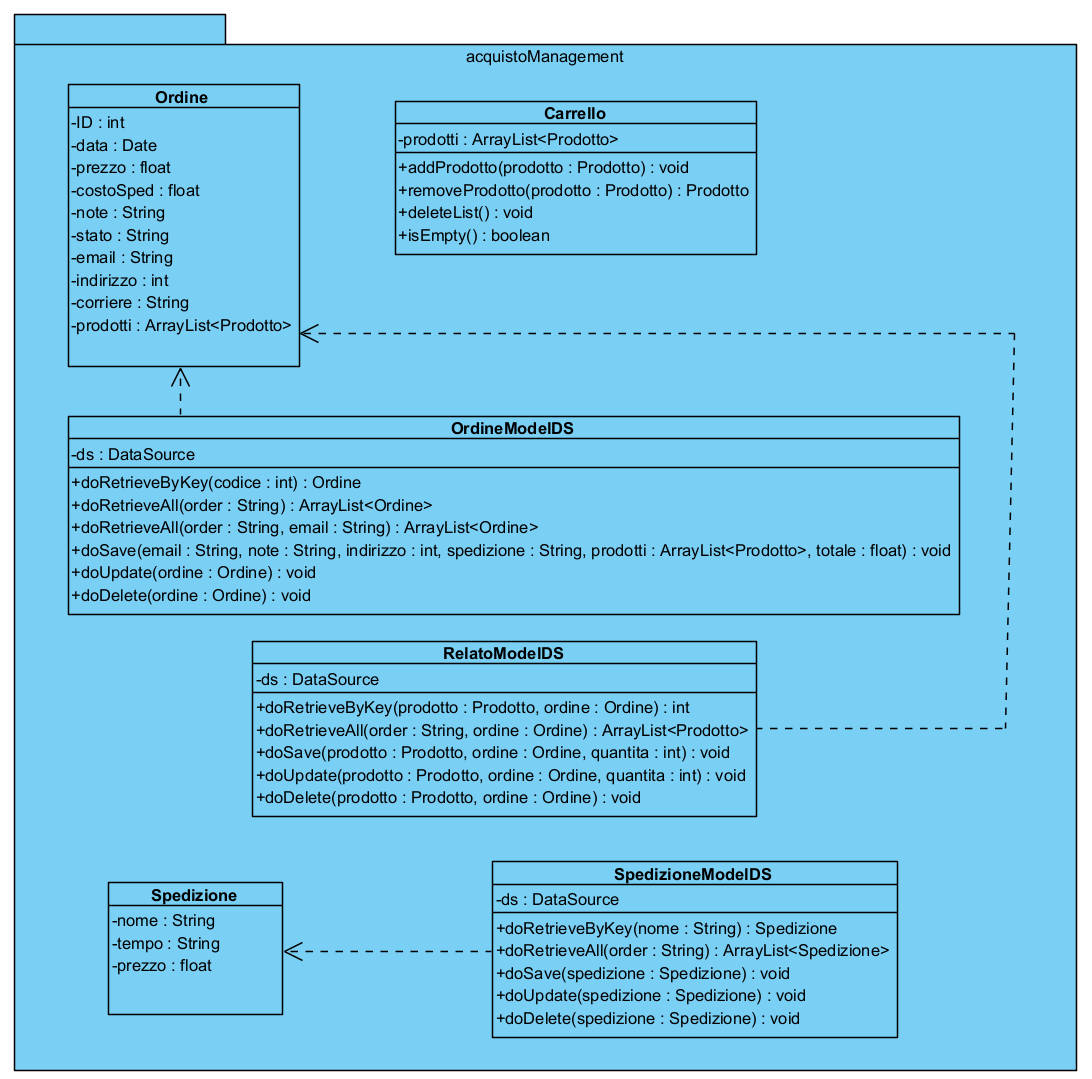 acquistoManagement
Ordine
-ID : int
-data : Date
-prezzo : float
-costoSped : float
-note : String
-stato : String
-email : String
-indirizzo : int
-corriere : String
-prodotti : ArrayList<Prodotto>
Carrello
-prodotti : ArrayList<Prodotto>
+addProdotto(prodotto : Prodotto) : void
+removeProdotto(prodotto : Prodotto) : Prodotto
+deleteList() : void
+isEmpty() : boolean
OrdineModelDS
-ds : DataSource
+doRetrieveByKey(codice : int) : Ordine
+doRetrieveAll(order : String) : ArrayList<Ordine>
+doRetrieveAll(order : String, email : String) : ArrayList<Ordine>
+doSave(email : String, note : String, indirizzo : int, spedizione : String, prodotti : ArrayList<Prodotto>, totale : float) : void
+doUpdate(ordine : Ordine) : void
+doDelete(ordine : Ordine) : void
RelatoModelDS
-ds : DataSource
+doRetrieveByKey(prodotto : Prodotto, ordine : Ordine) : int
+doRetrieveAll(order : String, ordine : Ordine) : ArrayList<Prodotto>
+doSave(prodotto : Prodotto, ordine : Ordine, quantita : int) : void
+doUpdate(prodotto : Prodotto, ordine : Ordine, quantita : int) : void
+doDelete(prodotto : Prodotto, ordine : Ordine) : void
Spedizione
-nome : String
-tempo : String
-prezzo : float
SpedizioneModelDS
-ds : DataSource
+doRetrieveByKey(nome : String) : Spedizione
+doRetrieveAll(order : String) : ArrayList<Spedizione>
+doSave(spedizione : Spedizione) : void
+doUpdate(spedizione : Spedizione) : void
+doDelete(spedizione : Spedizione) : void